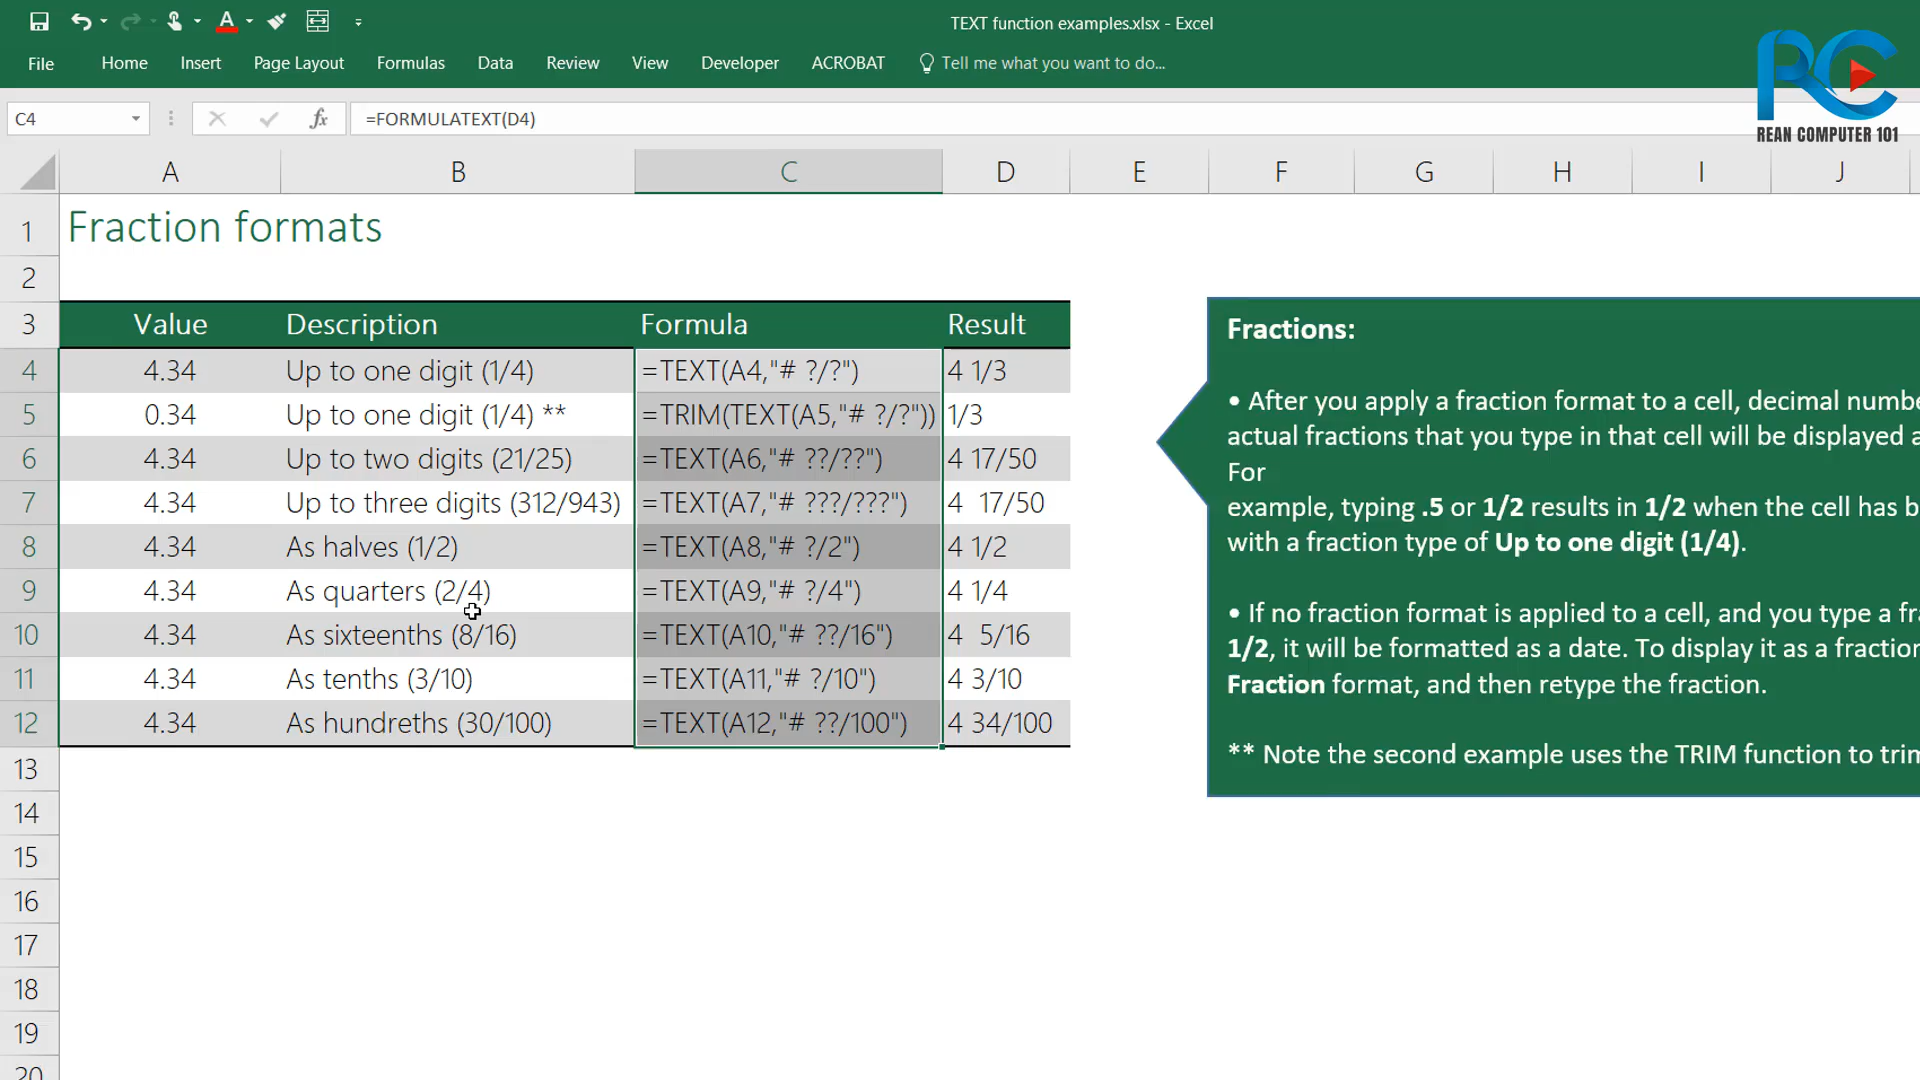 TEXT function examples.xlsx - Excel
File Home Insert Page Layout Formulas Data Review View Developer ACROBAT Tell me what you want to do...
REAN COMPUTER 101
C4 fx =FORMULATEXT(D4)
A B C D E F G H I J
1 Fraction formats
2
3 Value Description Formula Result
4 4.34 Up to one digit (1/4) =TEXT(A4,"# ?/?") 4 1/3
5 0.34 Up to one digit (1/4) ** =TRIM(TEXT(A5,"# ?/?")) 1/3
6 4.34 Up to two digits (21/25) =TEXT(A6,"# ??/??") 4 17/50
7 4.34 Up to three digits (312/943) =TEXT(A7,"# ???/???") 4  17/50
8 4.34 As halves (1/2) =TEXT(A8,"# ?/2") 4 1/2
9 4.34 As quarters (2/4) =TEXT(A9,"# ?/4") 4 1/4
10 4.34 As sixteenths (8/16) =TEXT(A10,"# ??/16") 4  5/16
11 4.34 As tenths (3/10) =TEXT(A11,"# ?/10") 4 3/10
12 4.34 As hundreths (30/100) =TEXT(A12,"# ??/100") 4 34/100
13
14
15
16
17
18
19
20
Fractions:
• After you apply a fraction format to a cell, decimal numbe
actual fractions that you type in that cell will be displayed a
For
example, typing .5 or 1/2 results in 1/2 when the cell has b
with a fraction type of Up to one digit (1/4).
• If no fraction format is applied to a cell, and you type a fra
1/2, it will be formatted as a date. To display it as a fraction
Fraction format, and then retype the fraction.
** Note the second example uses the TRIM function to trim